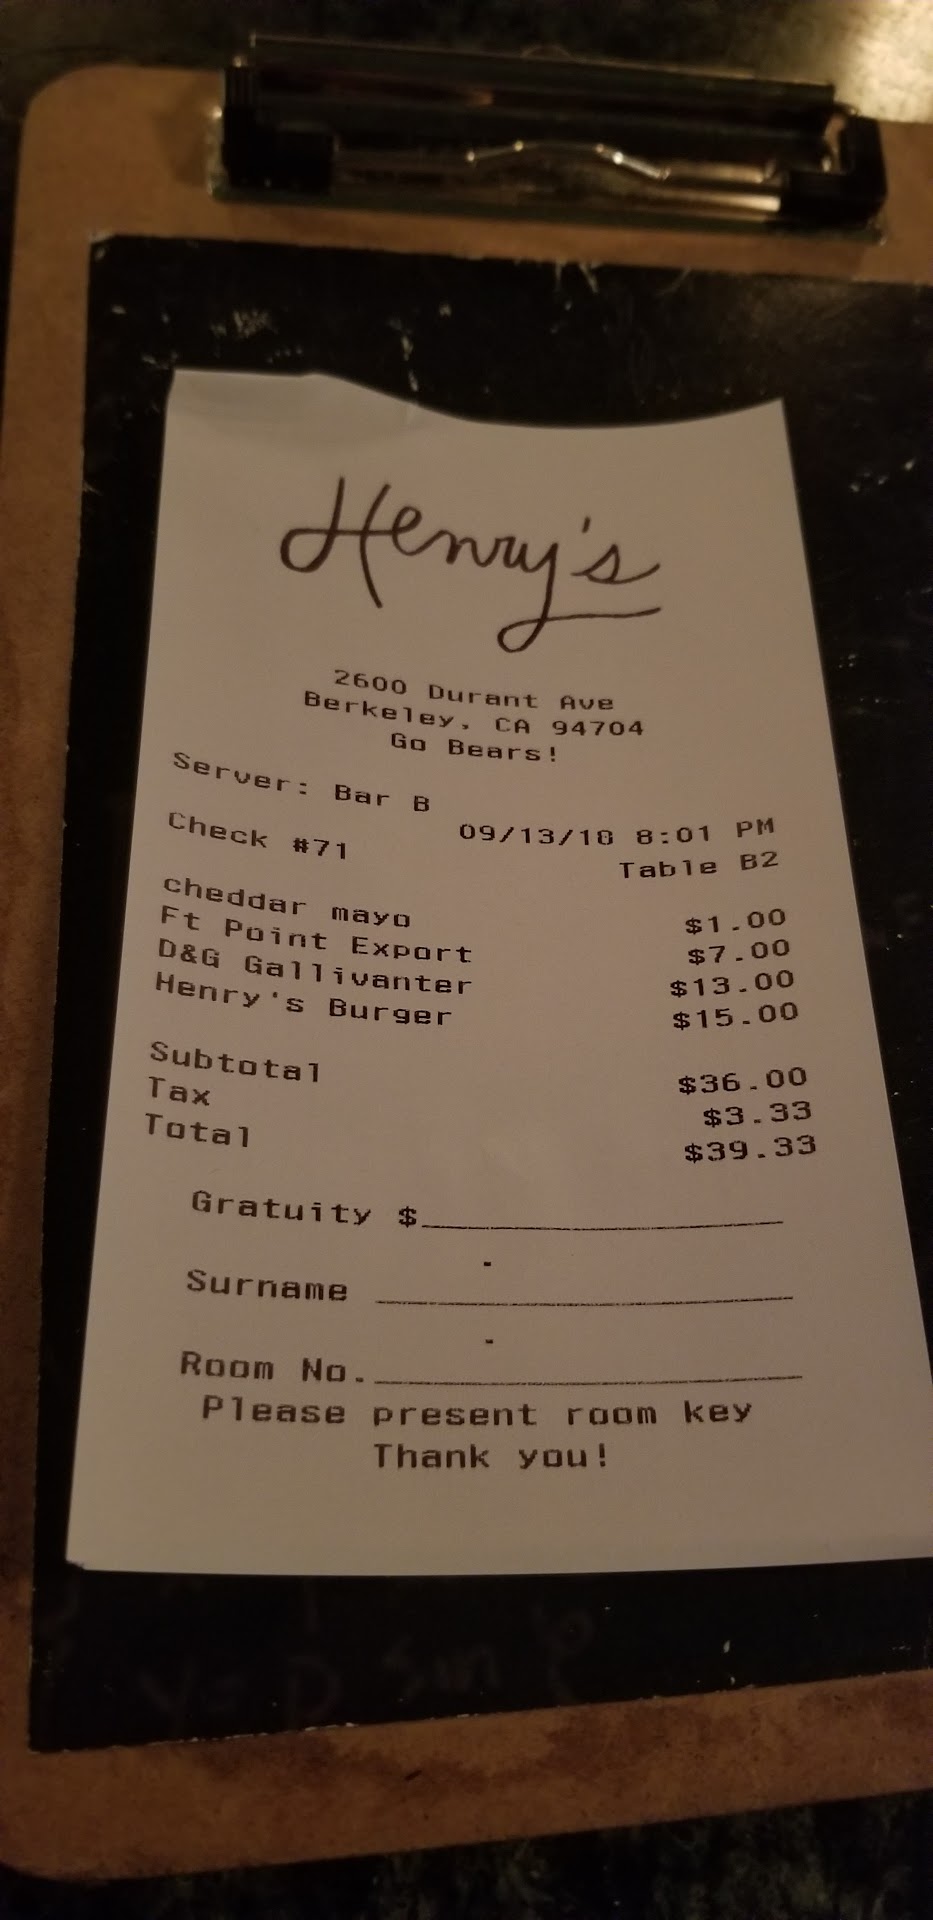 Henry's
2600 Durant Ave
Berkeley, CA 94704
Go Bears!
Server: Bar B
09/13/18 8:01 PM
Check #71
Table B2
cheddar mayo $1.00
Ft Point Export $7.00
D&G Gallivanter $13.00
Henry's Burger $15.00
Subtotal $36.00
Tax $3.33
Total $39.33
Gratuity $
Surname
Room No.
Please present room key
Thank you!